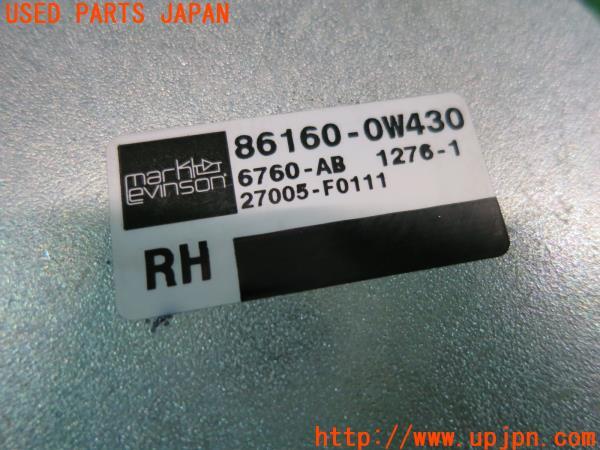 USED PARTS JAPAN
mark
levinson
86160-0W430
6760-AB 1276-1
27005-F0111
RH
http://www.upjpn.com